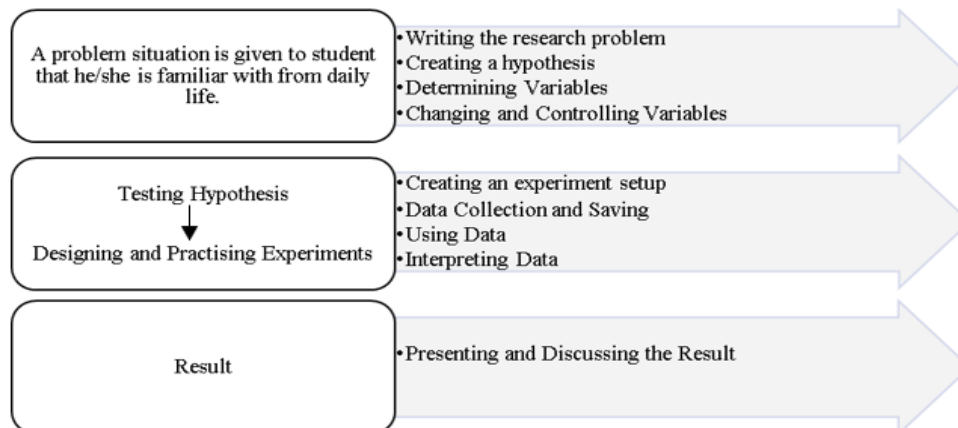 A problem situation is given to student
that he/she is familiar with from daily
life.
•Writing the research problem
•Creating a hypothesis
•Determining Variables
•Changing and Controlling Variables
Testing Hypothesis
Designing and Practising Experiments
•Creating an experiment setup
•Data Collection and Saving
•Using Data
•Interpreting Data
Result
•Presenting and Discussing the Result